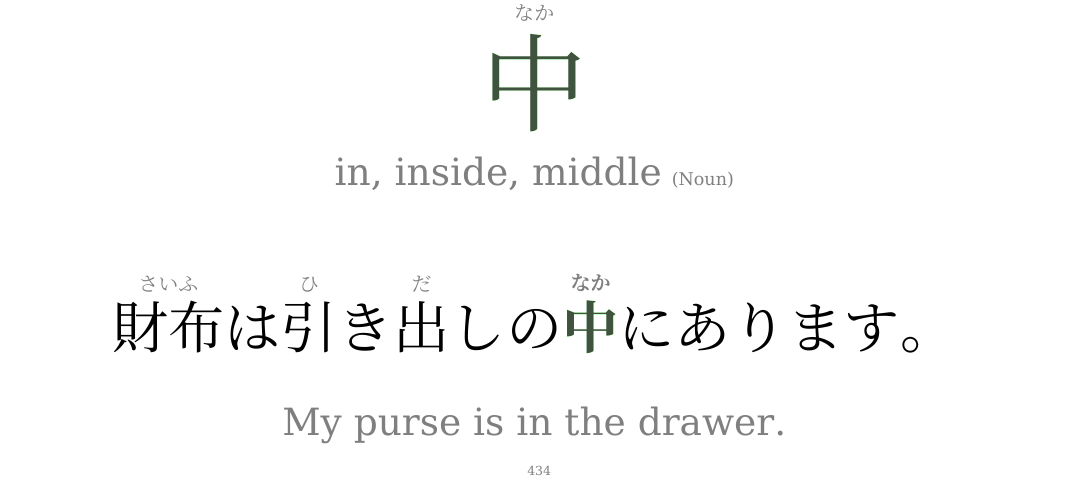 なか
中
in, inside, middle (Noun)
さいふ ひ だ なか
財布は引き出しの中にあります。
My purse is in the drawer.
434